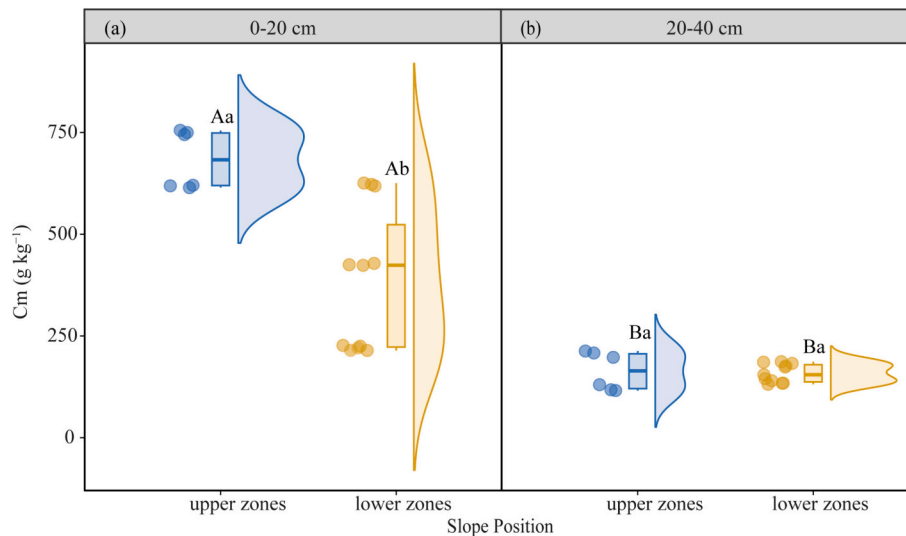 (a) 0-20 cm
(b) 20-40 cm
Cm (g kg⁻¹)
750
500
250
0
Aa
Ab
Ba
Ba
upper zones
lower zones
upper zones
lower zones
Slope Position